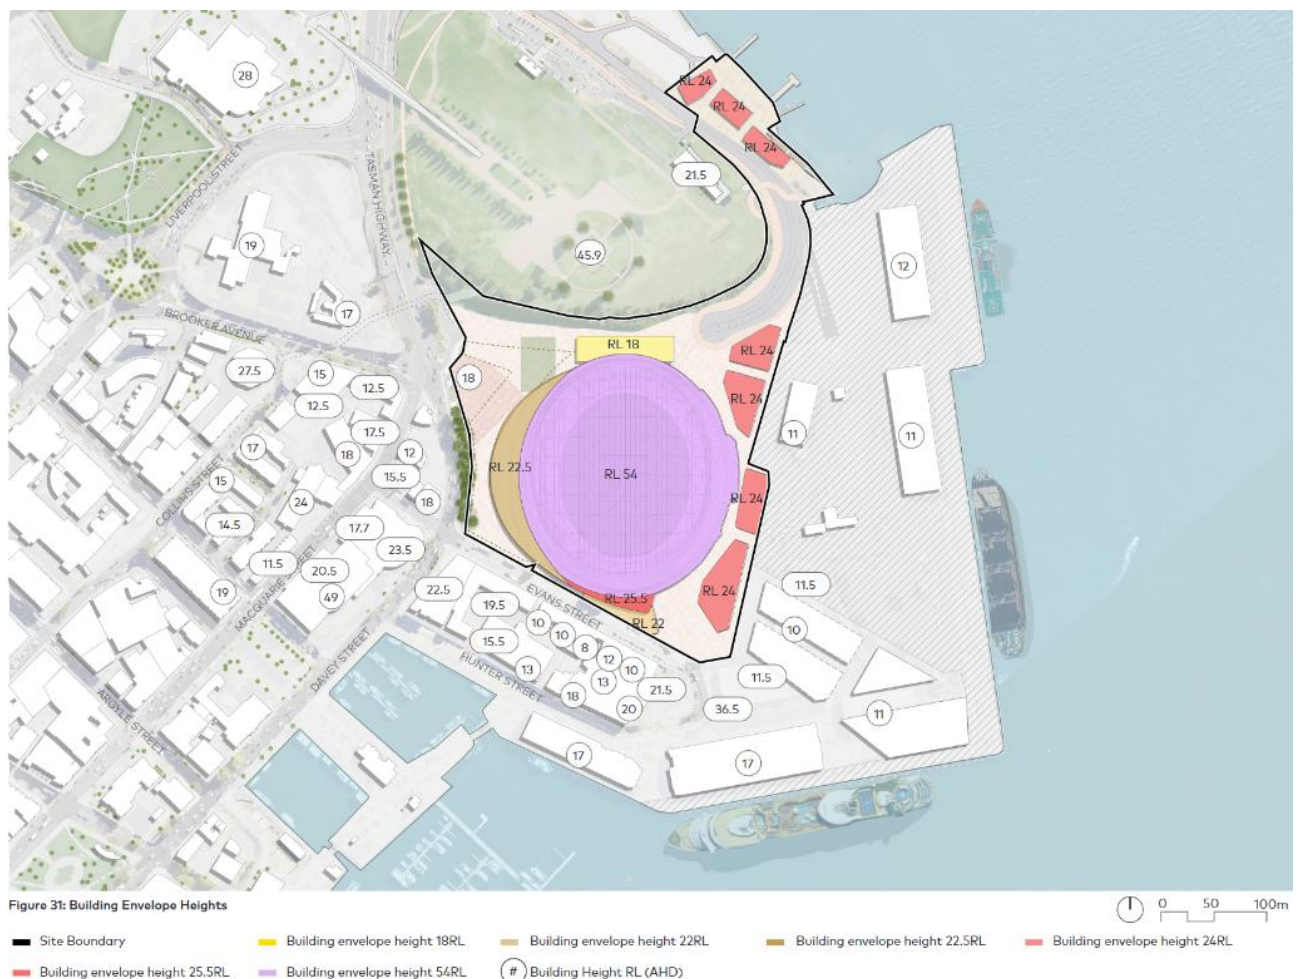 RL 24
RL 24
RL 24
28
21.5
LIVERPOOL STREET
TASMAN HIGHWAY
19
45.9
12
17
BROOKER AVENUE
RL 18
RL 24
27.5
15
12.5
18
12.5
RL 24
17.5
11
11
17
18
12
COLLINS STREET
15
15.5
RL 22.5
RL 54
24
18
RL 24
14.5
17.7
23.5
11.5
20.5
MACQUARIE STREET
19
49
22.5
19.5
EVANS STREET
RL 25.5
RL 24
11.5
RL 22
10
10
10
8
12
10
15.5
13
HUNTER STREET
13
21.5
11.5
18
20
36.5
11
DAVEY STREET
ARGYLE STREET
17
17
Figure 31: Building Envelope Heights
0 50 100m
Site Boundary
Building envelope height 18RL
Building envelope height 22RL
Building envelope height 22.5RL
Building envelope height 24RL
Building envelope height 25.5RL
Building envelope height 54RL
# Building Height RL (AHD)